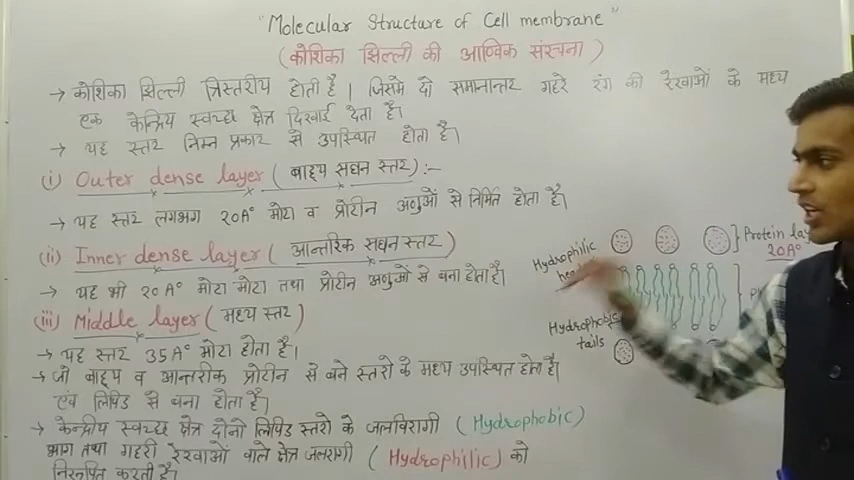 "Molecular Structure of Cell membrane"
(कोशिका झिल्ली की आण्विक संरचना)
→ कोशिका झिल्ली त्रिस्तरीय होती है। जिसमे दो समानान्तर गहरे रंग की रेखाओं के मध्य
एक केन्द्रिय स्वच्छ क्षेत्र दिखाई देता है।
→ यह स्तर निम्न प्रकार से उपस्थित होता है।
(i) Outer dense layer (बाह्य सघन स्तर) :-
→ यह स्तर लगभग 20A° मोटा व प्रोटीन अणुओं से निर्मित होता है।
(ii) Inner dense layer (आन्तरिक सघन स्तर)
→ यह भी 20A° मोटा मोटा तथा प्रोटीन अणुओं से बना होता है।
(iii) Middle layer (मध्य स्तर)
→ यह स्तर 35A° मोटा होता है।
→ जो बाह्य व आन्तरीक प्रोटीन से बने स्तरो के मध्य उपस्थित होता है।
एवं लिपिड से बना होता है।
→ केन्द्रीय स्वच्छ क्षेत्र दोनो लिपिड स्तरो के जलविरागी (Hydrophobic)
भाग तथा गहरी रेखाओं वाले क्षेत्र जलरागी (Hydrophilic) को
निरूपित करती है।
Hydrophilic
Protein
20A°
Hydrophobic
tails